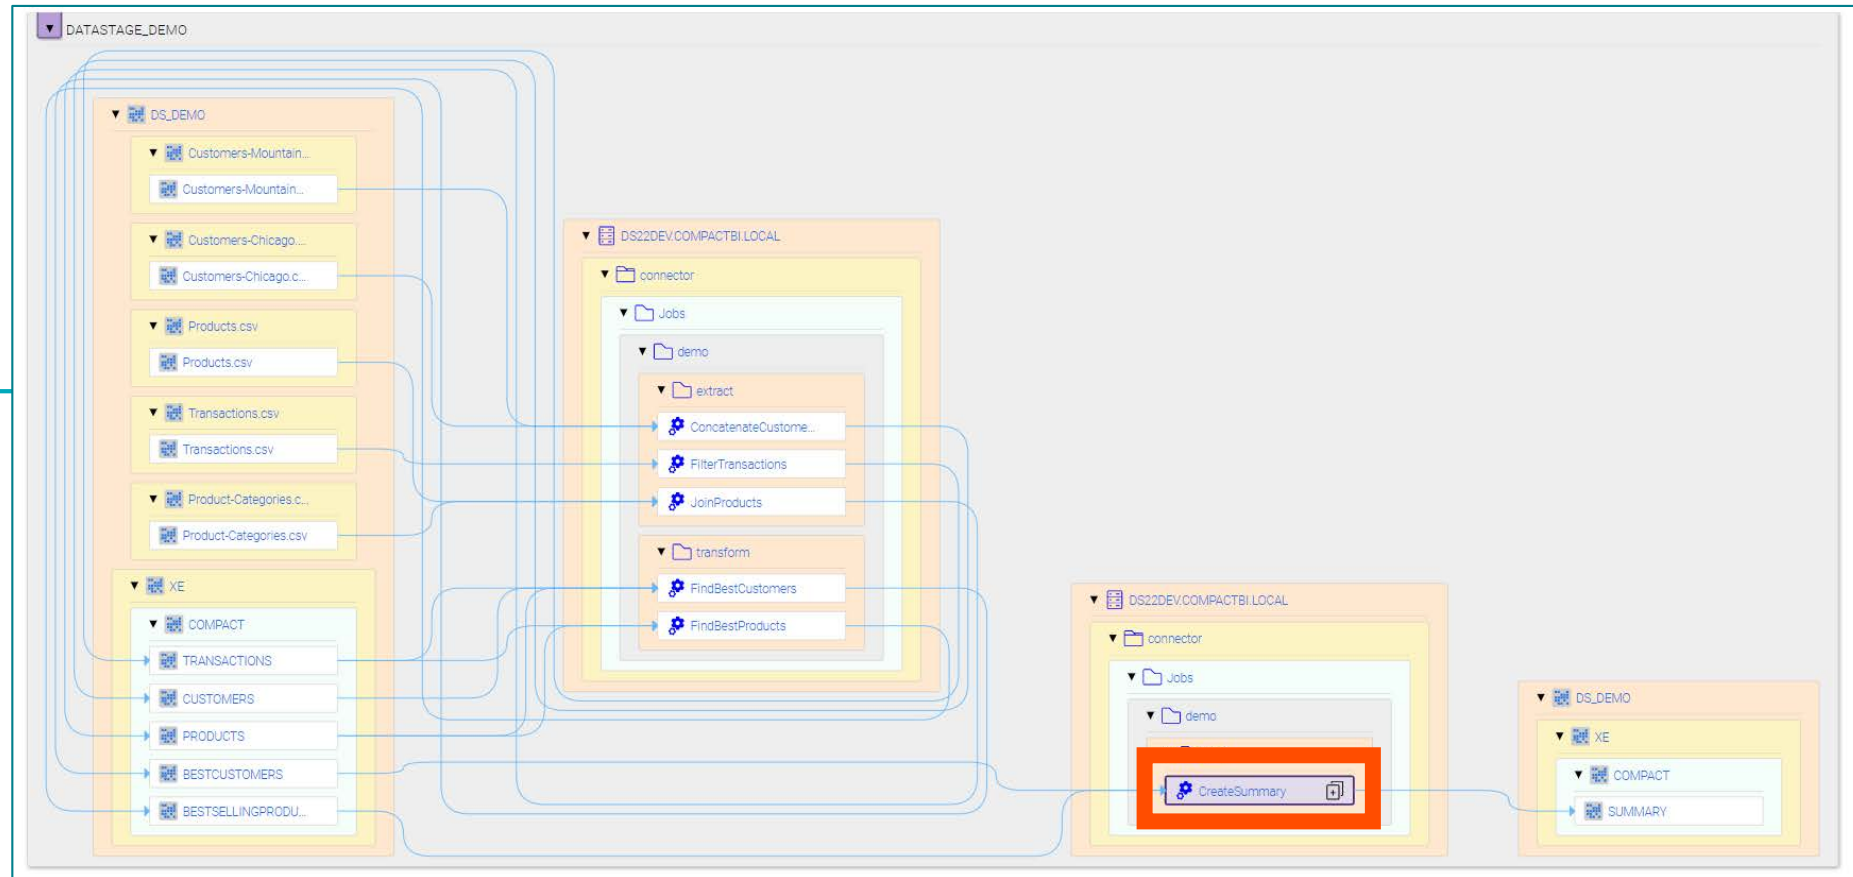 DATASTAGE_DEMO
DS_DEMO
Customers-Mountain...
Customers-Mountain...
Customers-Chicago....
Customers-Chicago.c...
Products.csv
Products.csv
Transactions.csv
Transactions.csv
Product-Categories.c...
Product-Categories.csv
XE
COMPACT
TRANSACTIONS
CUSTOMERS
PRODUCTS
BESTCUSTOMERS
BESTSELLINGPRODU...
DS22DEV.COMPACTBI.LOCAL
connector
Jobs
demo
extract
ConcatenateCustome...
FilterTransactions
JoinProducts
transform
FindBestCustomers
FindBestProducts
DS22DEV.COMPACTBI.LOCAL
connector
Jobs
demo
CreateSummary
DS_DEMO
XE
COMPACT
SUMMARY